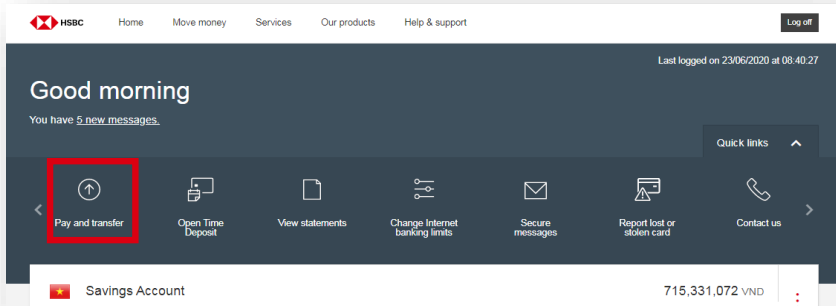 HSBC Home Move money Services Our products Help & support Log off
Last logged on 23/06/2020 at 08:40:27
Good morning
You have 5 new messages.
Quick links
Pay and transfer
Open Time
Deposit
View statements
Change Internet
banking limits
Secure
messages
Report lost or
stolen card
Contact us
Savings Account 715,331,072 VND